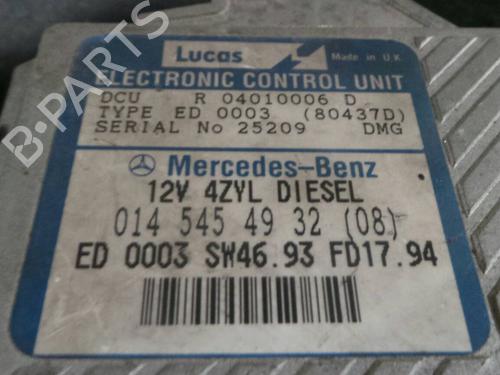 Lucas Made in U.K.
ELECTRONIC CONTROL UNIT
DCU R 04010006 D
TYPE ED 0003 (80437D)
SERIAL No 25209 DMG
Mercedes-Benz
12V 4ZYL DIESEL
014 545 49 32 (08)
ED 0003 SW46.93 FD17.94
B-PARTS